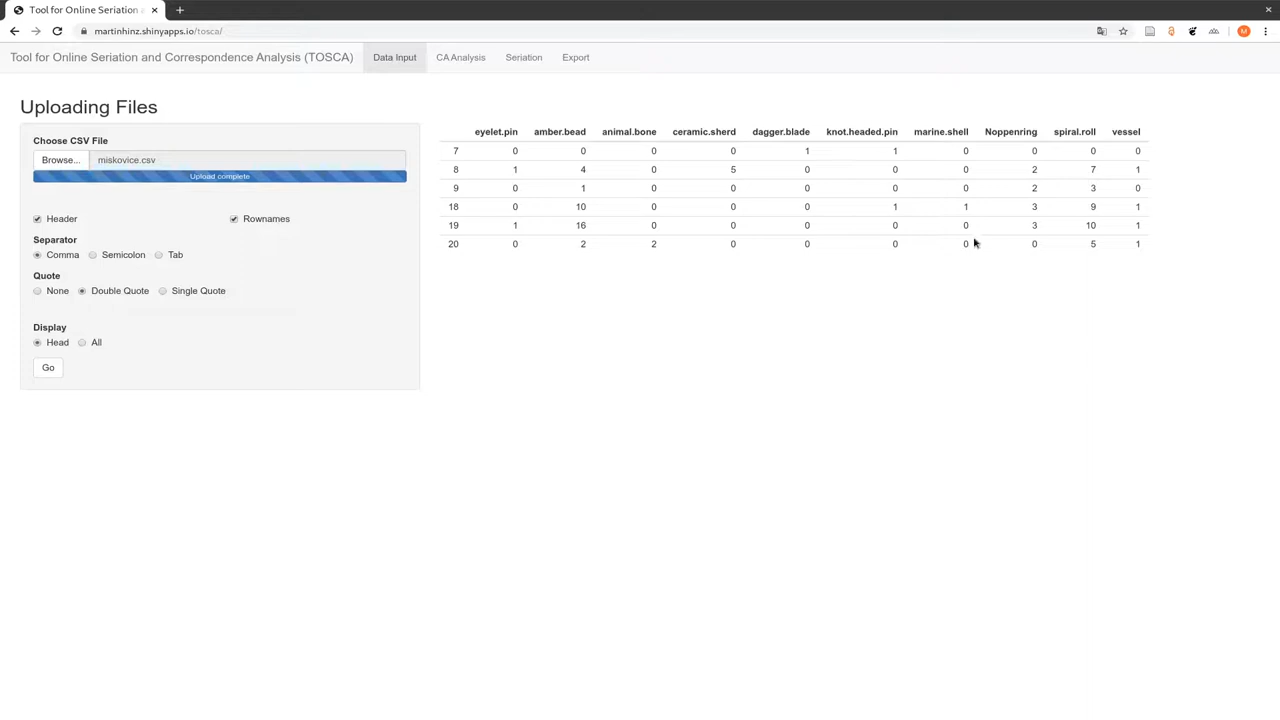 Tool for Online Seriation a
martinhinz.shinyapps.io/tosca/
M
Tool for Online Seriation and Correspondence Analysis (TOSCA) Data Input CA Analysis Seriation Export
Uploading Files
Choose CSV File
Browse... miskovice.csv
Upload complete
Header Rownames
Separator
Comma Semicolon Tab
Quote
None Double Quote Single Quote
Display
Head All
Go
eyelet.pin amber.bead animal.bone ceramic.sherd dagger.blade knot.headed.pin marine.shell Noppenring spiral.roll vessel
7 0 0 0 0 1 1 0 0 0 0
8 1 4 0 5 0 0 0 2 7 1
9 0 1 0 0 0 0 0 2 3 0
18 0 10 0 0 0 1 1 3 9 1
19 1 16 0 0 0 0 0 3 10 1
20 0 2 2 0 0 0 0 0 5 1